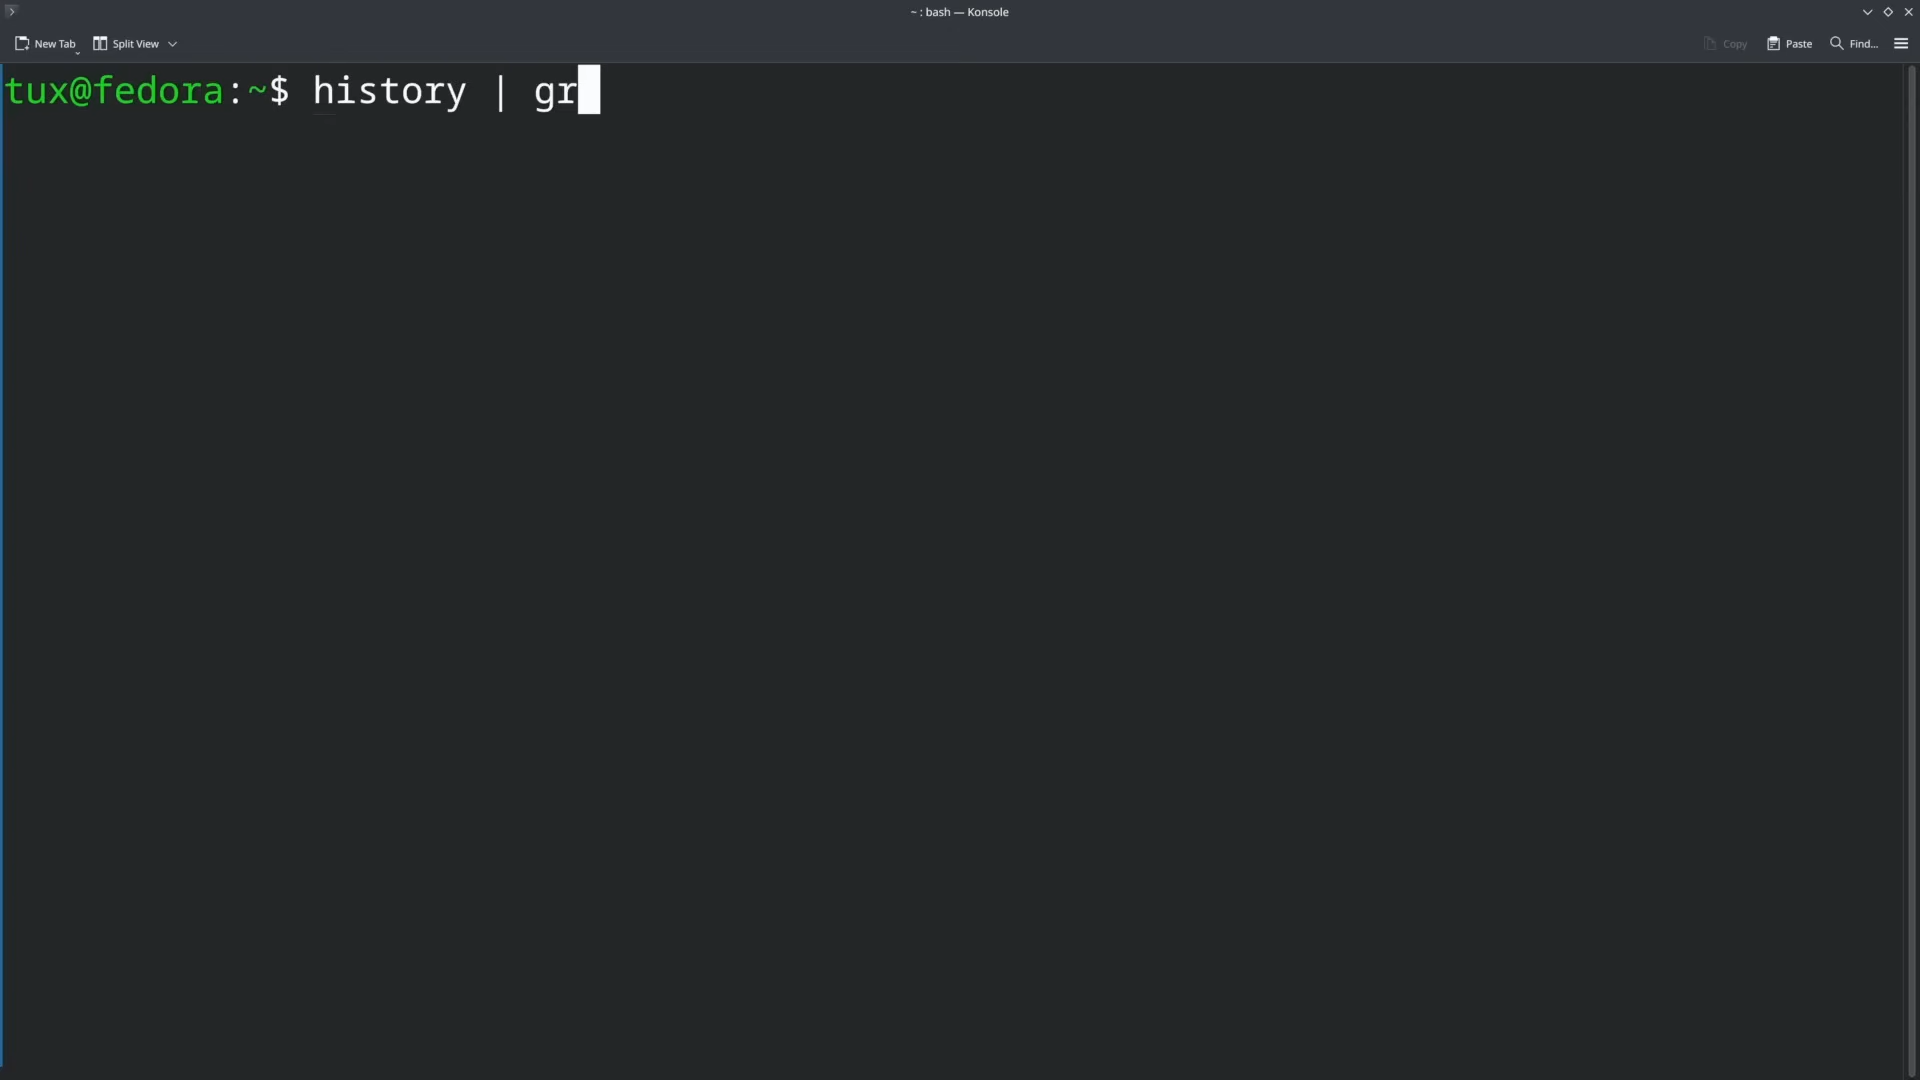 ~ : bash — Konsole
New Tab Split View Copy Paste Find...
tux@fedora:~$ history | gr